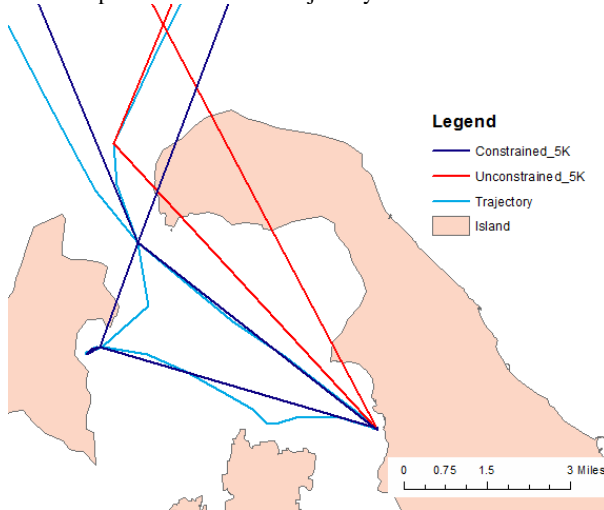 Legend
Constrained_5K
Unconstrained_5K
Trajectory
Island
0 0.75 1.5 3 Miles